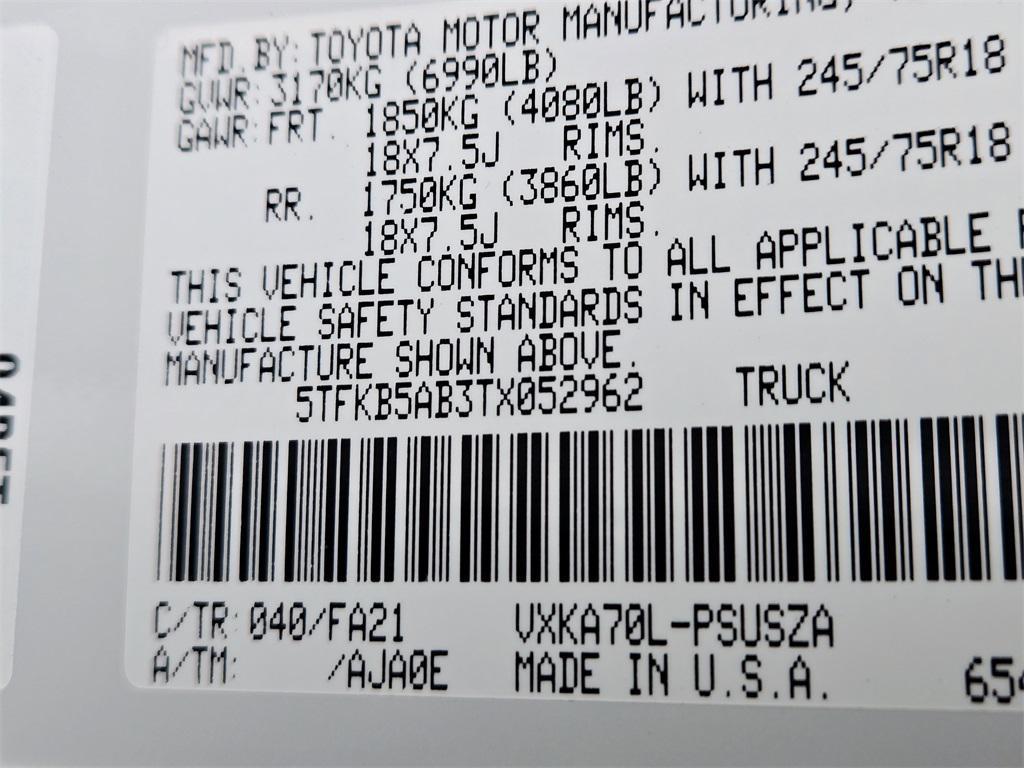 MFD. BY: TOYOTA MOTOR MANUFACTURING,
GVWR: 3170KG (6990LB)
GAWR: FRT. 1850KG (4080LB) WITH 245/75R18
18X7.5J RIMS.
RR. 1750KG (3860LB) WITH 245/75R18
18X7.5J RIMS.
THIS VEHICLE CONFORMS TO ALL APPLICABLE
VEHICLE SAFETY STANDARDS IN EFFECT ON
MANUFACTURE SHOWN ABOVE.
5TFKB5AB3TX052962 TRUCK
C/TR: 040/FA21 VXKA70L-PSUSZA
A/TM: /AJA0E MADE IN U.S.A.